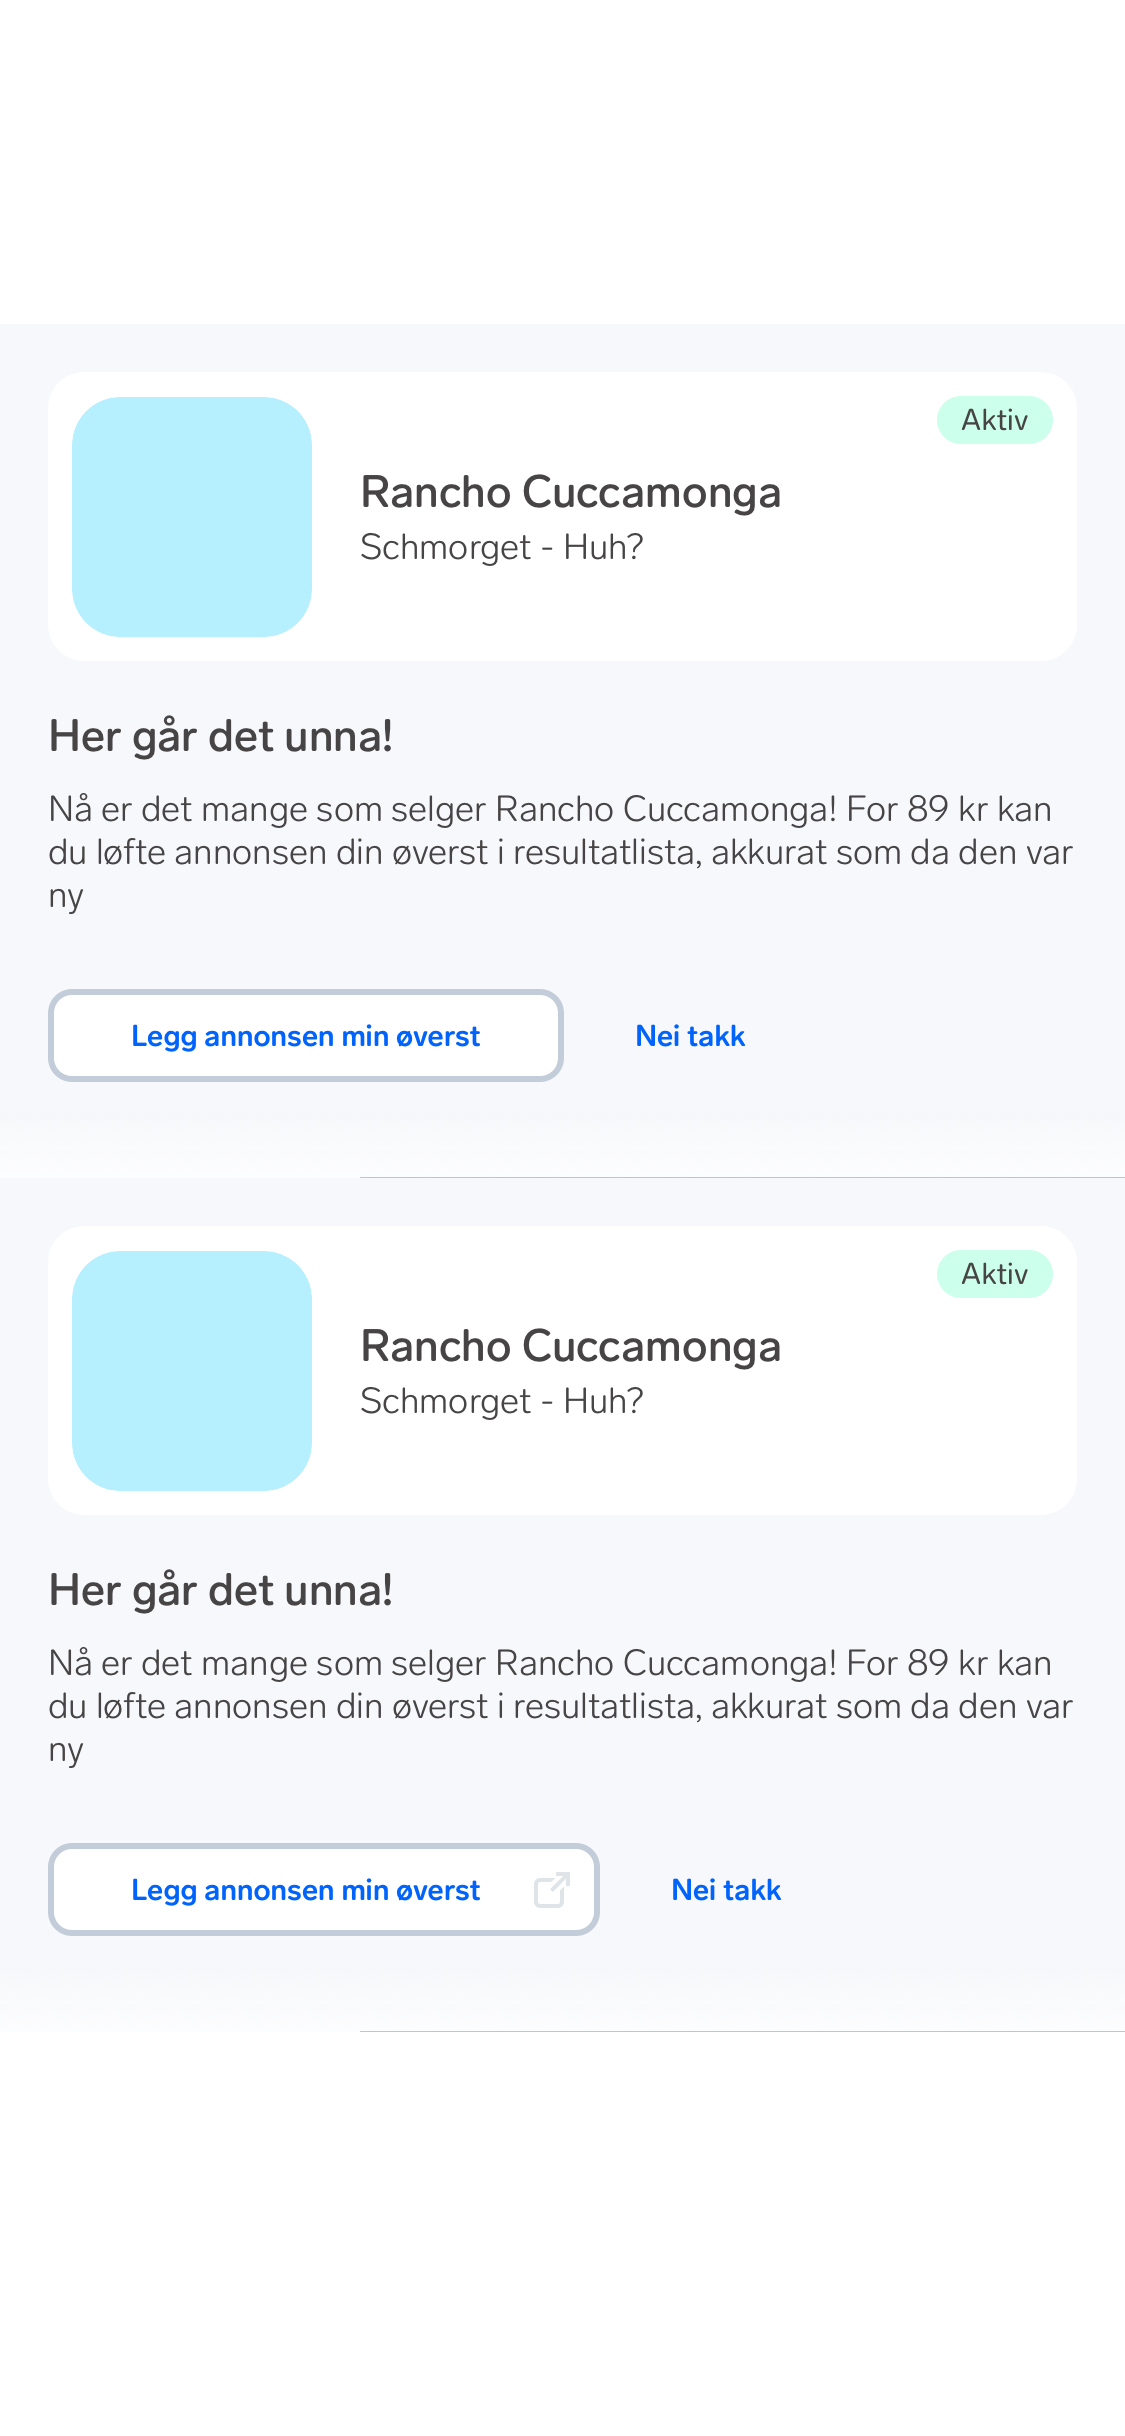 Aktiv
Rancho Cuccamonga
Schmorget - Huh?
Her går det unna!
Nå er det mange som selger Rancho Cuccamonga! For 89 kr kan
du løfte annonsen din øverst i resultatlista, akkurat som da den var
ny
Legg annonsen min øverst
Nei takk
Aktiv
Rancho Cuccamonga
Schmorget - Huh?
Her går det unna!
Nå er det mange som selger Rancho Cuccamonga! For 89 kr kan
du løfte annonsen din øverst i resultatlista, akkurat som da den var
ny
Legg annonsen min øverst
Nei takk